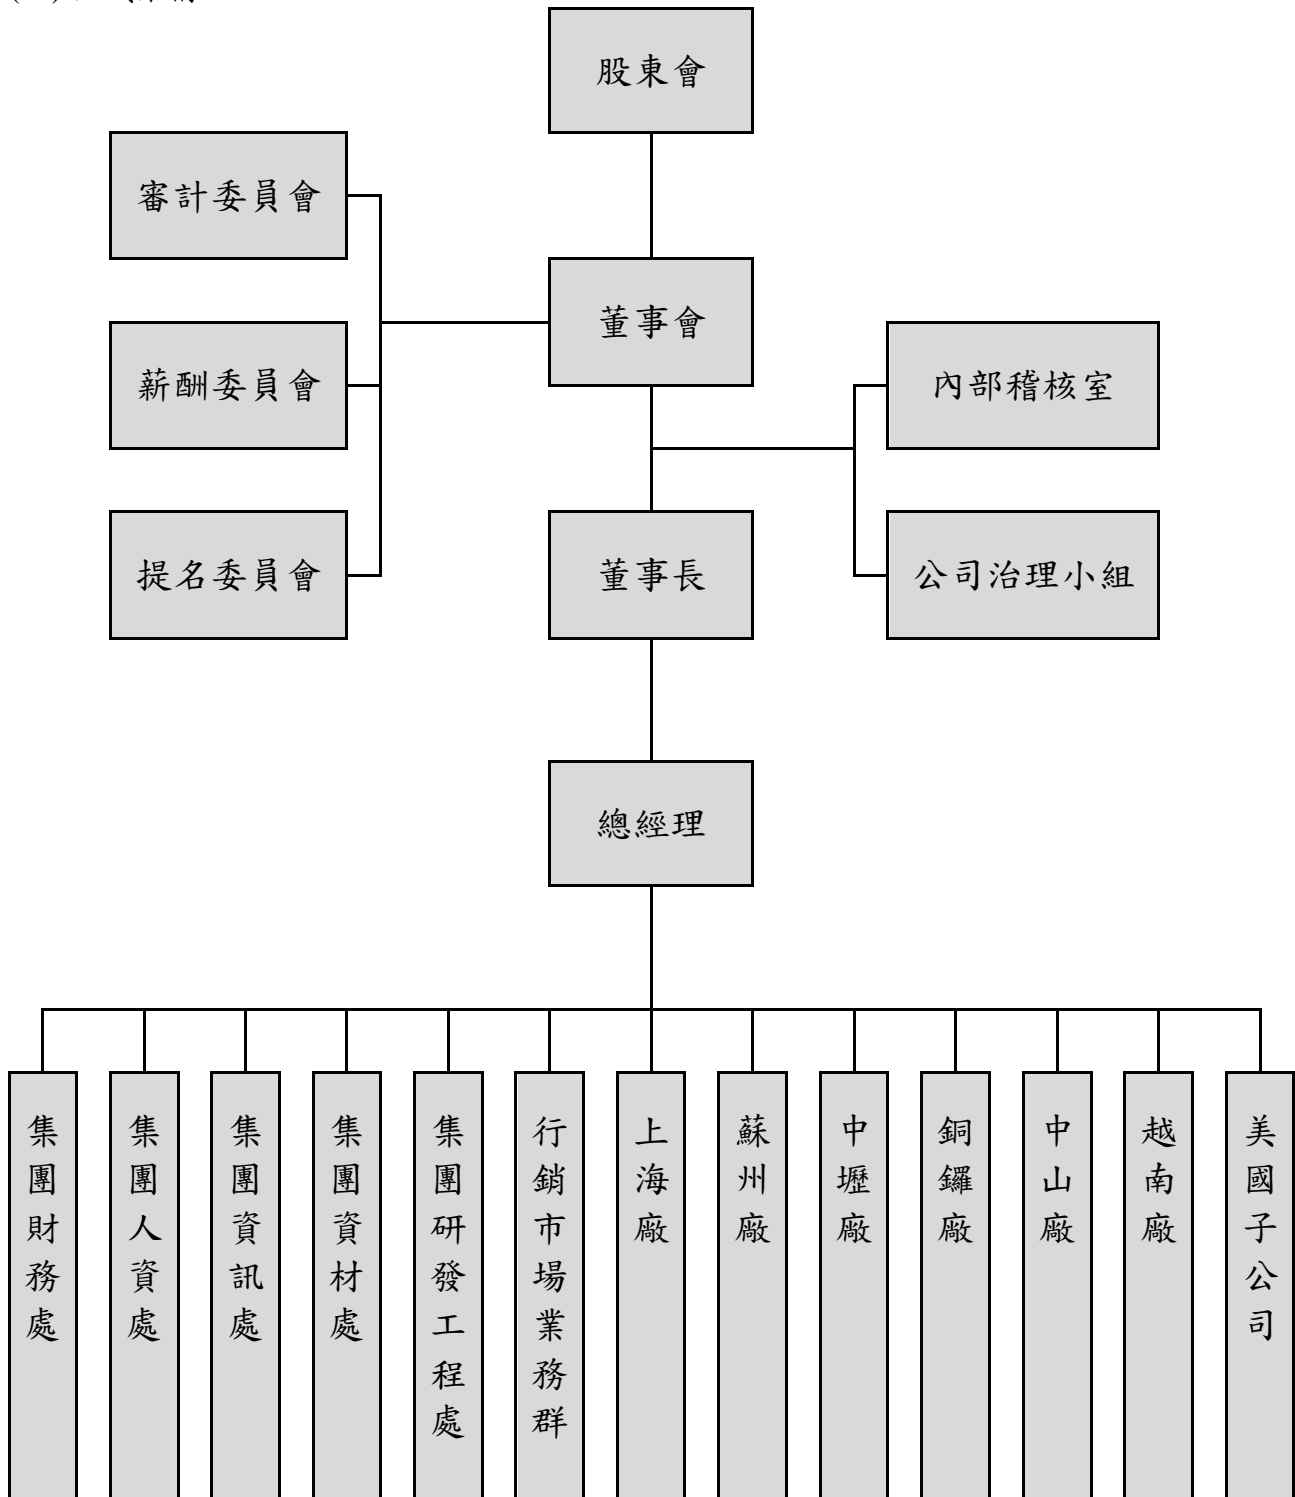 股東會
審計委員會
董事會
薪酬委員會
內部稽核室
提名委員會
董事長
公司治理小組
總經理
集團財務處
集團人資處
集團資訊處
集團資材處
集團研發工程處
行銷市場業務群
上海廠
蘇州廠
中壢廠
銅鑼廠
中山廠
越南廠
美國子公司